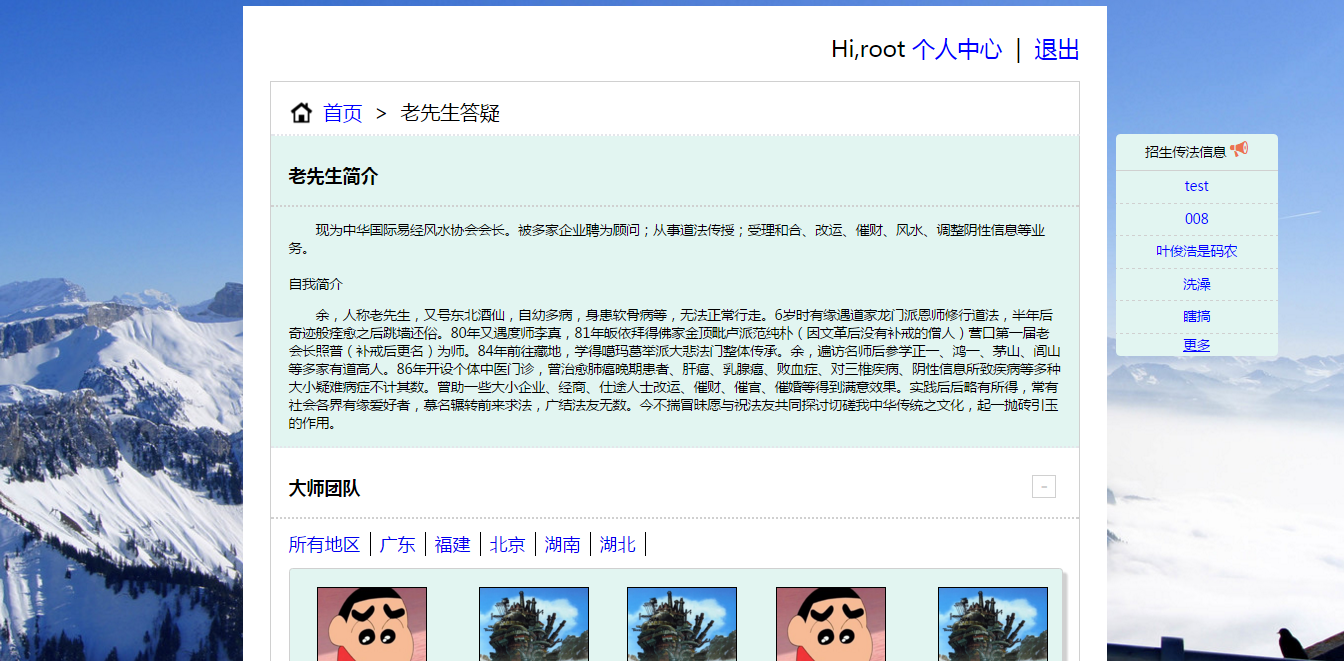 Hi,root 个人中心 | 退出
首页 > 老先生答疑
老先生简介
现为中华国际易经风水协会会长。被多家企业聘为顾问；从事道法传授；受理和合、改运、催财、风水、调整阴性信息等业
务。
自我简介
余，人称老先生，又号东北酒仙，自幼多病，身患软骨病等，无法正常行走。6岁时有缘遇道家龙门派恩师修行道法，半年后
奇迹般痊愈之后跳墙还俗。80年又遇度师李真，81年皈依拜得佛家金顶毗卢派范纯朴（因文革后没有补戒的僧人）营口第一届老
会长照普（补戒后更名）为师。84年前往藏地，学得噶玛葛举派大悲法门整体传承。余，遍访名师后参学正一、鸿一、茅山、闾山
等多家有道高人。86年开设个体中医门诊，曾治愈肺癌晚期患者、肝癌、乳腺癌、败血症、对三椎疾病、阴性信息所致疾病等多种
大小疑难病症不计其数。曾助一些大小企业、经商、仕途人士改运、催财、催官、催婚等得到满意效果。实践后后略有所得，常有
社会各界有缘爱好者，慕名辗转前来求法，广结法友无数。今不揣冒昧愿与祝法友共同探讨切磋我中华传统之文化，起一抛砖引玉
的作用。
大师团队
-
所有地区 | 广东 | 福建 | 北京 | 湖南 | 湖北 |
招生传法信息
test
008
叶俊浩是码农
洗澡
瞎搞
更多